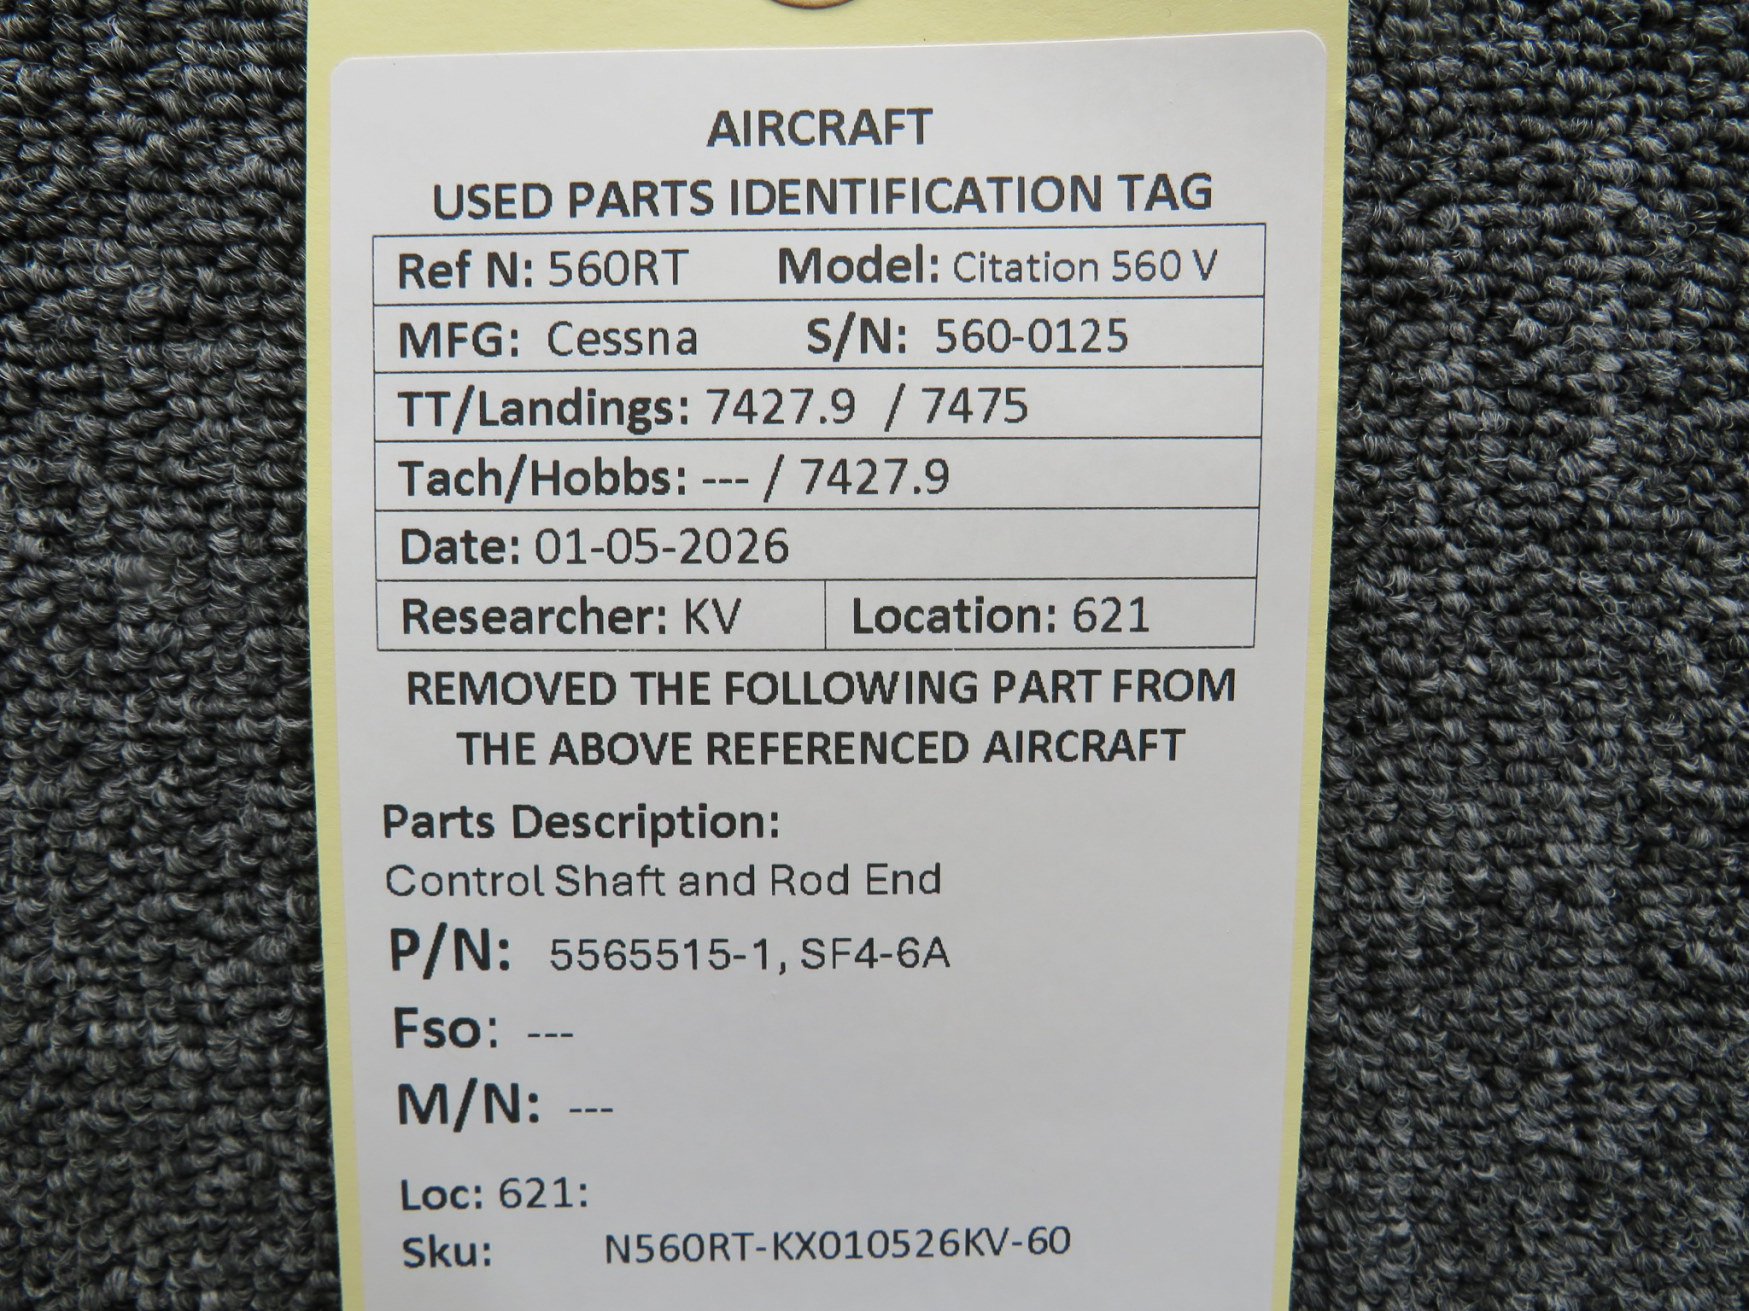 AIRCRAFT
USED PARTS IDENTIFICATION TAG
Ref N: 560RT Model: Citation 560 V
MFG: Cessna S/N: 560-0125
TT/Landings: 7427.9 / 7475
Tach/Hobbs: --- / 7427.9
Date: 01-05-2026
Researcher: KV Location: 621
REMOVED THE FOLLOWING PART FROM
THE ABOVE REFERENCED AIRCRAFT
Parts Description:
Control Shaft and Rod End
P/N: 5565515-1, SF4-6A
Fso: ---
M/N: ---
Loc: 621:
Sku: N560RT-KX010526KV-60